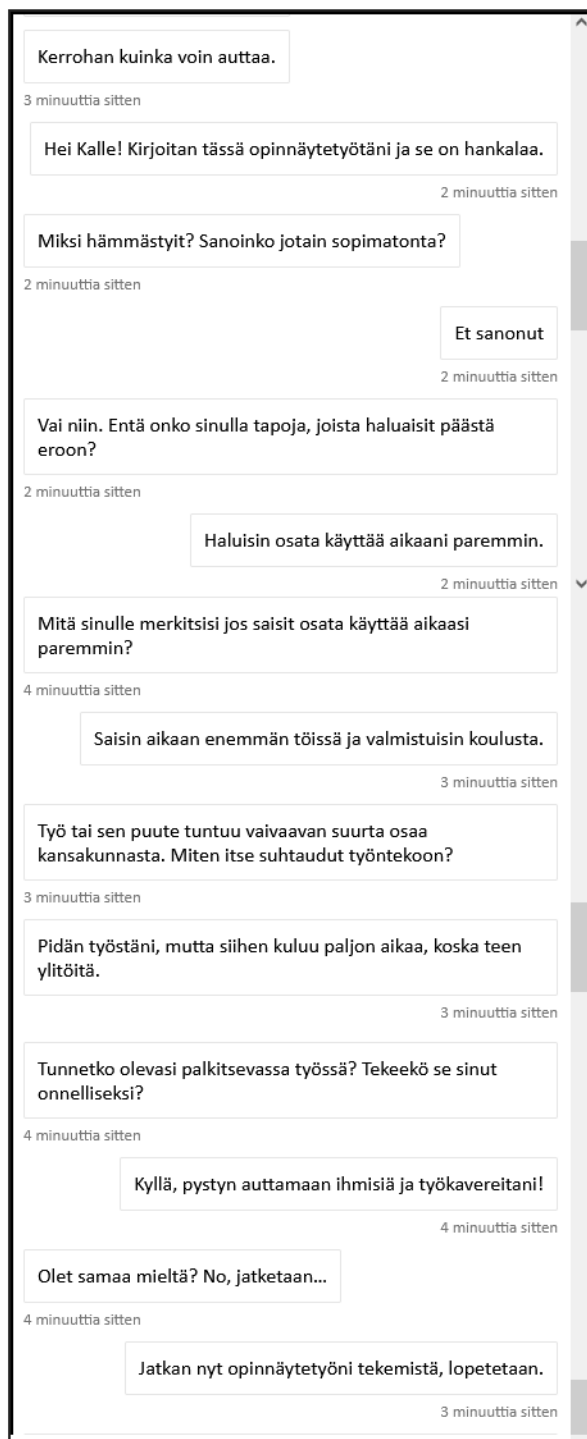 Kerrohan kuinka voin auttaa.
3 minuuttia sitten
Hei Kalle! Kirjoitan tässä opinnäytetyötäni ja se on hankalaa.
2 minuuttia sitten
Miksi hämmästyit? Sanoinko jotain sopimatonta?
2 minuuttia sitten
Et sanonut
2 minuuttia sitten
Vai niin. Entä onko sinulla tapoja, joista haluaisit päästä
eroon?
2 minuuttia sitten
Haluisin osata käyttää aikaani paremmin.
2 minuuttia sitten
Mitä sinulle merkitsisi jos saisit osata käyttää aikaasi
paremmin?
4 minuuttia sitten
Saisin aikaan enemmän töissä ja valmistuisin koulusta.
3 minuuttia sitten
Työ tai sen puute tuntuu vaivaavan suurta osaa
kansakunnasta. Miten itse suhtaudut työntekoon?
3 minuuttia sitten
Pidän työstäni, mutta siihen kuluu paljon aikaa, koska teen
ylitöitä.
3 minuuttia sitten
Tunnetko olevasi palkitsevassa työssä? Tekeekö se sinut
onnelliseksi?
4 minuuttia sitten
Kyllä, pystyn auttamaan ihmisiä ja työkavereitani!
4 minuuttia sitten
Olet samaa mieltä? No, jatketaan...
4 minuuttia sitten
Jatkan nyt opinnäytetyöni tekemistä, lopetetaan.
3 minuuttia sitten